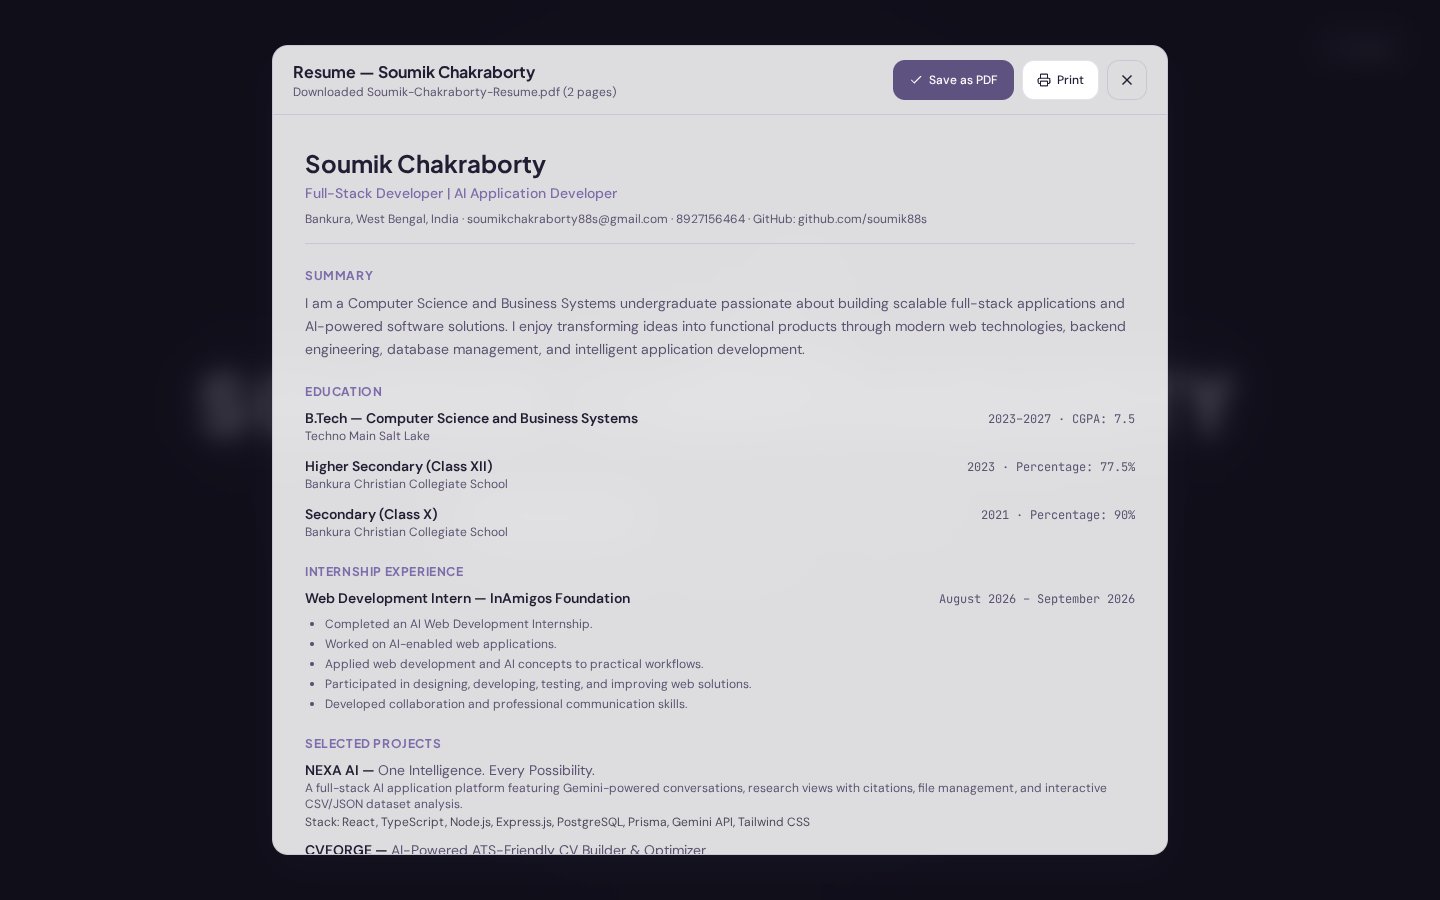 Resume — Soumik Chakraborty
Downloaded Soumik-Chakraborty-Resume.pdf (2 pages)
Save as PDF
Print
Soumik Chakraborty
Full-Stack Developer | AI Application Developer
Bankura, West Bengal, India · soumikchakraborty88s@gmail.com · 8927156464 · GitHub: github.com/soumik88s
SUMMARY
I am a Computer Science and Business Systems undergraduate passionate about building scalable full-stack applications and
AI-powered software solutions. I enjoy transforming ideas into functional products through modern web technologies, backend
engineering, database management, and intelligent application development.
EDUCATION
B.Tech — Computer Science and Business Systems 2023–2027 · CGPA: 7.5
Techno Main Salt Lake
Higher Secondary (Class XII) 2023 · Percentage: 77.5%
Bankura Christian Collegiate School
Secondary (Class X) 2021 · Percentage: 90%
Bankura Christian Collegiate School
INTERNSHIP EXPERIENCE
Web Development Intern — InAmigos Foundation August 2026 – September 2026
• Completed an AI Web Development Internship.
• Worked on AI-enabled web applications.
• Applied web development and AI concepts to practical workflows.
• Participated in designing, developing, testing, and improving web solutions.
• Developed collaboration and professional communication skills.
SELECTED PROJECTS
NEXA AI — One Intelligence. Every Possibility.
A full-stack AI application platform featuring Gemini-powered conversations, research views with citations, file management, and interactive
CSV/JSON dataset analysis.
Stack: React, TypeScript, Node.js, Express.js, PostgreSQL, Prisma, Gemini API, Tailwind CSS
CVFORGE — AI-Powered ATS-Friendly CV Builder & Optimizer